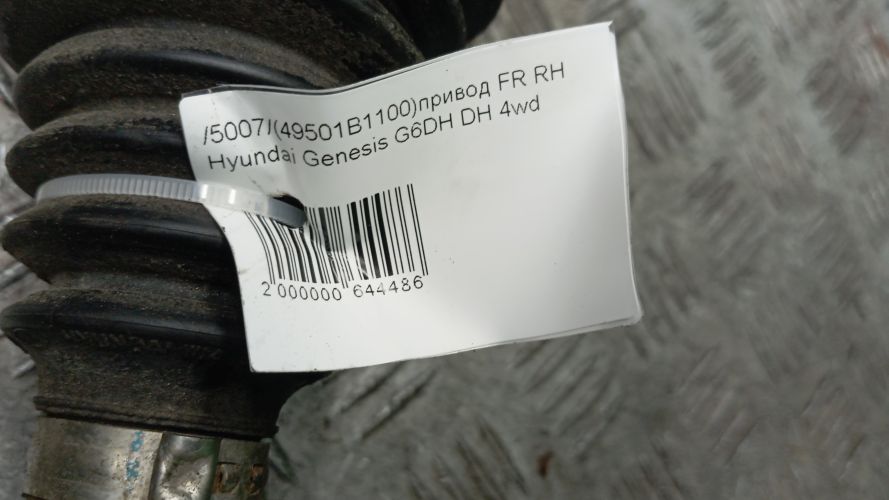 /5007/(49501B1100)привод FR RH
Hyundai Genesis G6DH DH 4wd
2 000000 644486